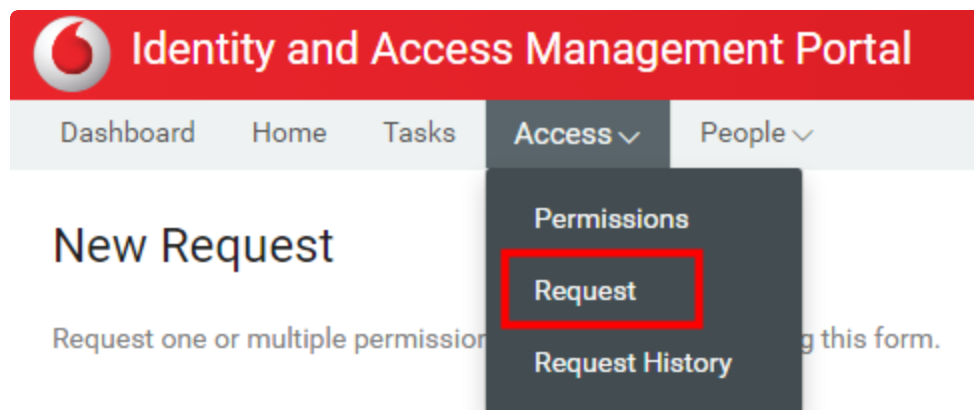 Identity and Access Management Portal
Dashboard Home Tasks Access People
Permissions
New Request
Request
Request one or multiple permission g this form.
Request History